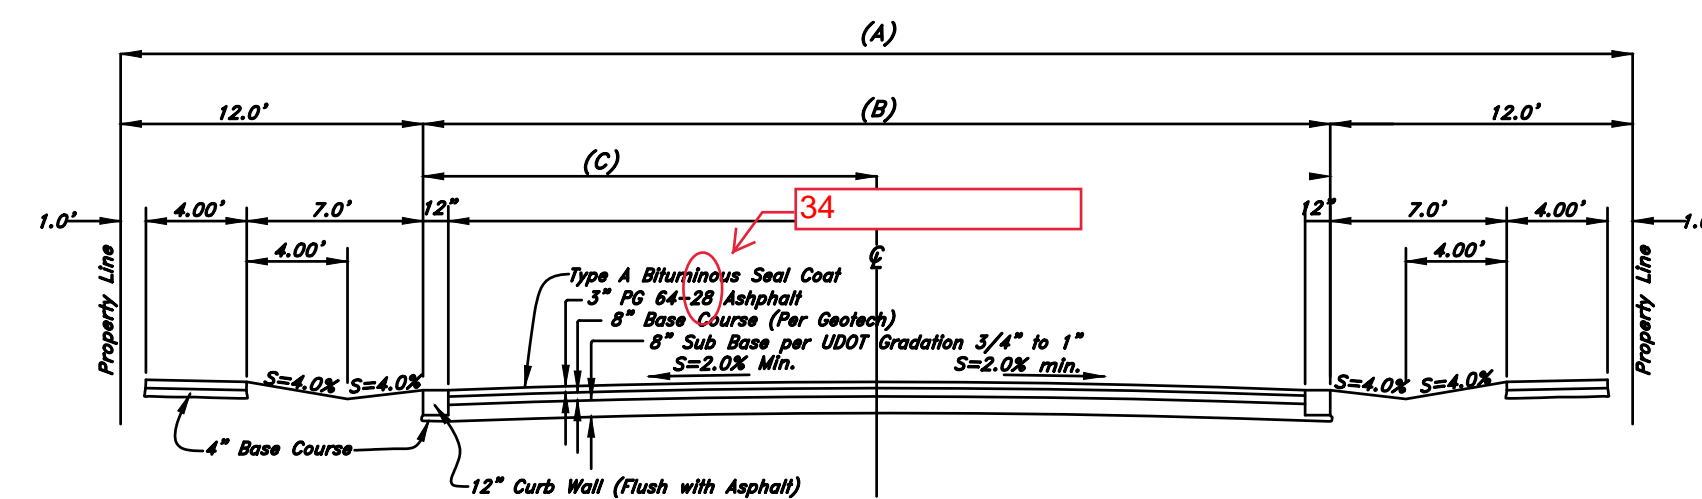 (A)
12.0'
(B)
12.0'
(C)
34
1.0'
4.00'
7.0'
12"
12"
7.0'
4.00'
4.00'
4.00'
Property Line
Property Line
℄
Type A Bituminous Seal Coat
3" PG 64-28 Ashphalt
8" Base Course (Per Geotech)
8" Sub Base per UDOT Gradation 3/4" to 1"
S=2.0% Min.
S=2.0% min.
S=4.0%
S=4.0%
S=4.0%
S=4.0%
4" Base Course
12" Curb Wall (Flush with Asphalt)